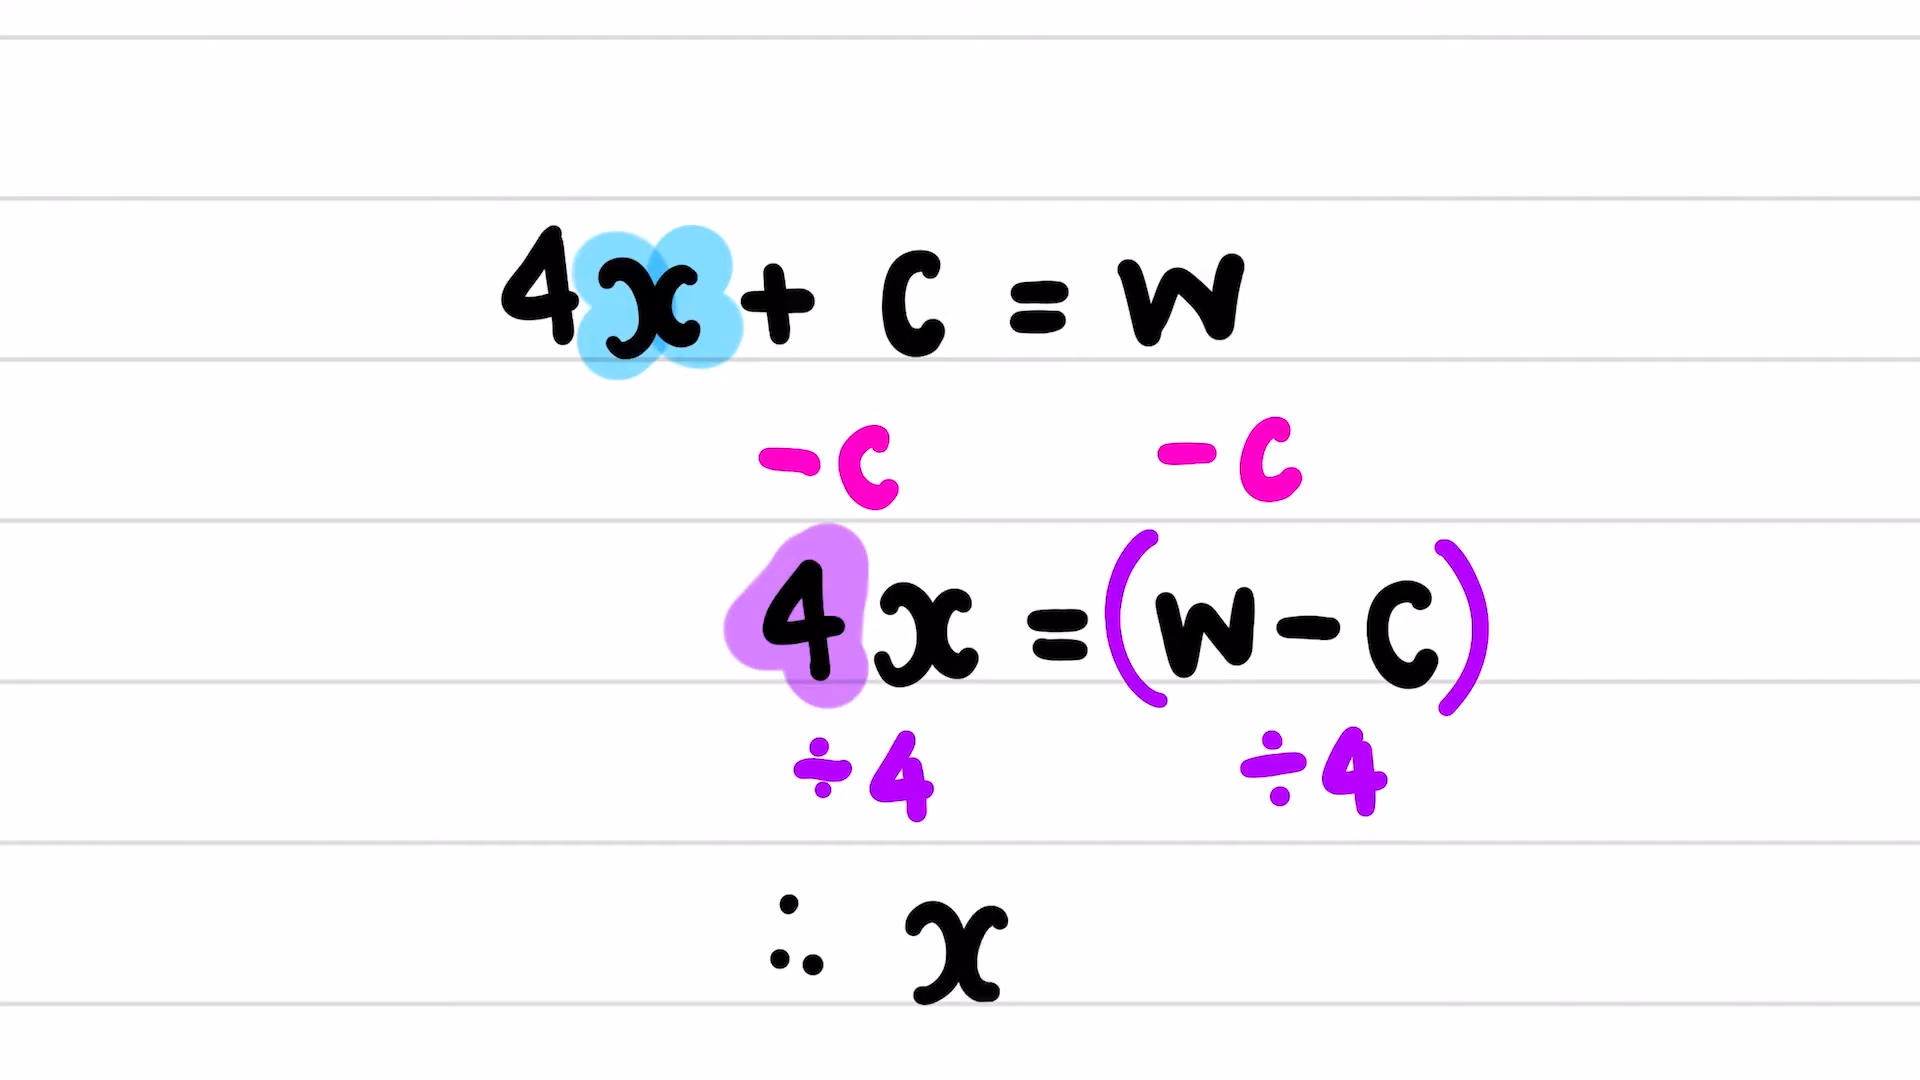 4x + c = w
-c -c
4x = (w - c)
÷4 ÷4
∴ x